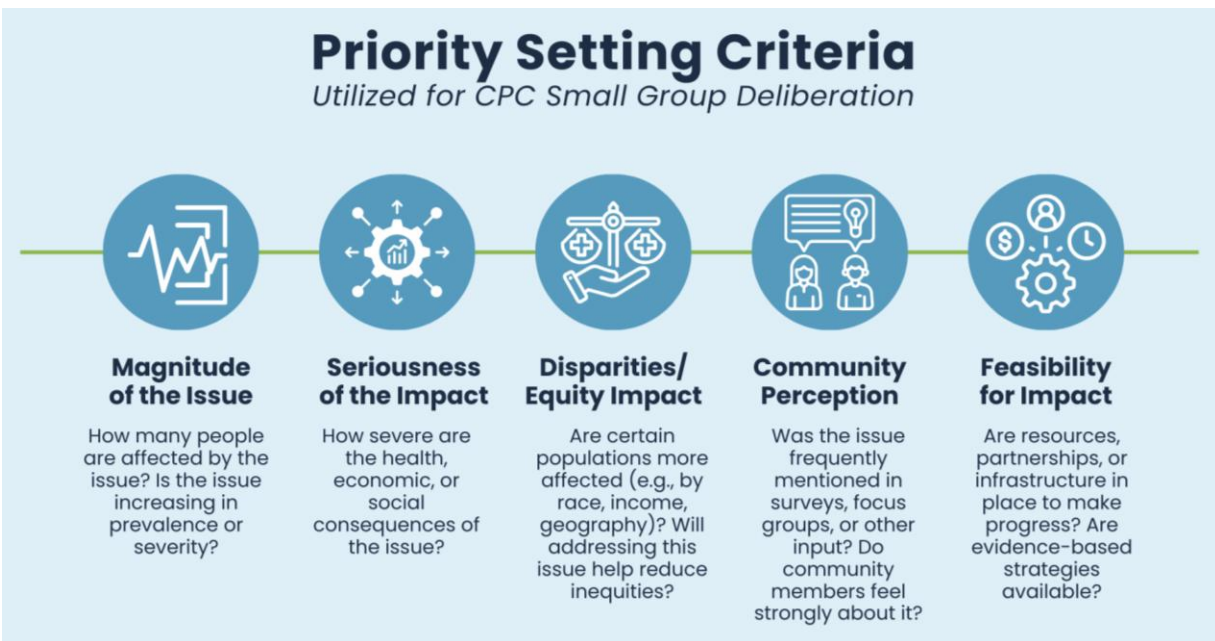 Priority Setting Criteria
Utilized for CPC Small Group Deliberation
$
Magnitude
of the Issue
How many people
are affected by the
issue? Is the issue
increasing in
prevalence or
severity?
Seriousness
of the Impact
How severe are
the health,
economic, or
social
consequences of
the issue?
Disparities/
Equity Impact
Are certain
populations more
affected (e.g., by
race, income,
geography)? Will
addressing this
issue help reduce
inequities?
Community
Perception
Was the issue
frequently
mentioned in
surveys, focus
groups, or other
input? Do
community
members feel
strongly about it?
Feasibility
for Impact
Are resources,
partnerships, or
infrastructure in
place to make
progress? Are
evidence-based
strategies
available?